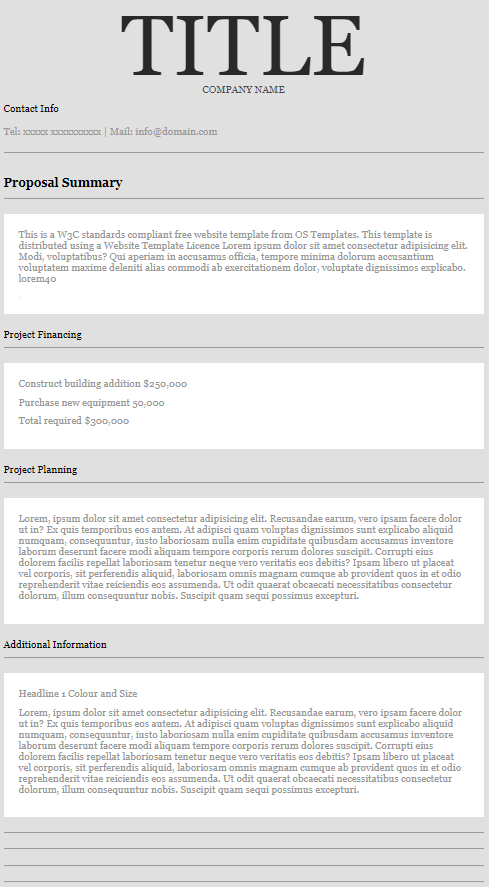 TITLE
COMPANY NAME
Contact Info
Tel: xxxxx xxxxxxxxxx | Mail: info@domain.com
Proposal Summary
This is a W3C standards compliant free website template from OS Templates. This template is
distributed using a Website Template Licence Lorem ipsum dolor sit amet consectetur adipisicing elit.
Modi, voluptatibus? Qui aperiam in accusamus officia, tempore minima dolorum accusantium
voluptatem maxime deleniti alias commodi ab exercitationem dolor, voluptate dignissimos explicabo.
lorem40
.
Project Financing
Construct building addition $250,000
Purchase new equipment 50,000
Total required $300,000
Project Planning
Lorem, ipsum dolor sit amet consectetur adipisicing elit. Recusandae earum, vero ipsam facere dolor
ut in? Ex quis temporibus eos autem. At adipisci quam voluptas dignissimos sunt explicabo aliquid
numquam, consequuntur, iusto laboriosam nulla enim cupiditate quibusdam accusamus inventore
laborum deserunt facere modi aliquam tempore corporis rerum dolores suscipit. Corrupti eius
dolorem facilis repellat laboriosam tenetur neque vero veritatis eos debitis? Ipsam libero ut placeat
vel corporis, sit perferendis aliquid, laboriosam omnis magnam cumque ab provident quos in et odio
reprehenderit vitae reiciendis eos assumenda. Ut odit quaerat obcaecati necessitatibus consectetur
dolorum, illum consequuntur nobis. Suscipit quam sequi possimus excepturi.
Additional Information
Headline 1 Colour and Size
Lorem, ipsum dolor sit amet consectetur adipisicing elit. Recusandae earum, vero ipsam facere dolor
ut in? Ex quis temporibus eos autem. At adipisci quam voluptas dignissimos sunt explicabo aliquid
numquam, consequuntur, iusto laboriosam nulla enim cupiditate quibusdam accusamus inventore
laborum deserunt facere modi aliquam tempore corporis rerum dolores suscipit. Corrupti eius
dolorem facilis repellat laboriosam tenetur neque vero veritatis eos debitis? Ipsam libero ut placeat
vel corporis, sit perferendis aliquid, laboriosam omnis magnam cumque ab provident quos in et odio
reprehenderit vitae reiciendis eos assumenda. Ut odit quaerat obcaecati necessitatibus consectetur
dolorum, illum consequuntur nobis. Suscipit quam sequi possimus excepturi.